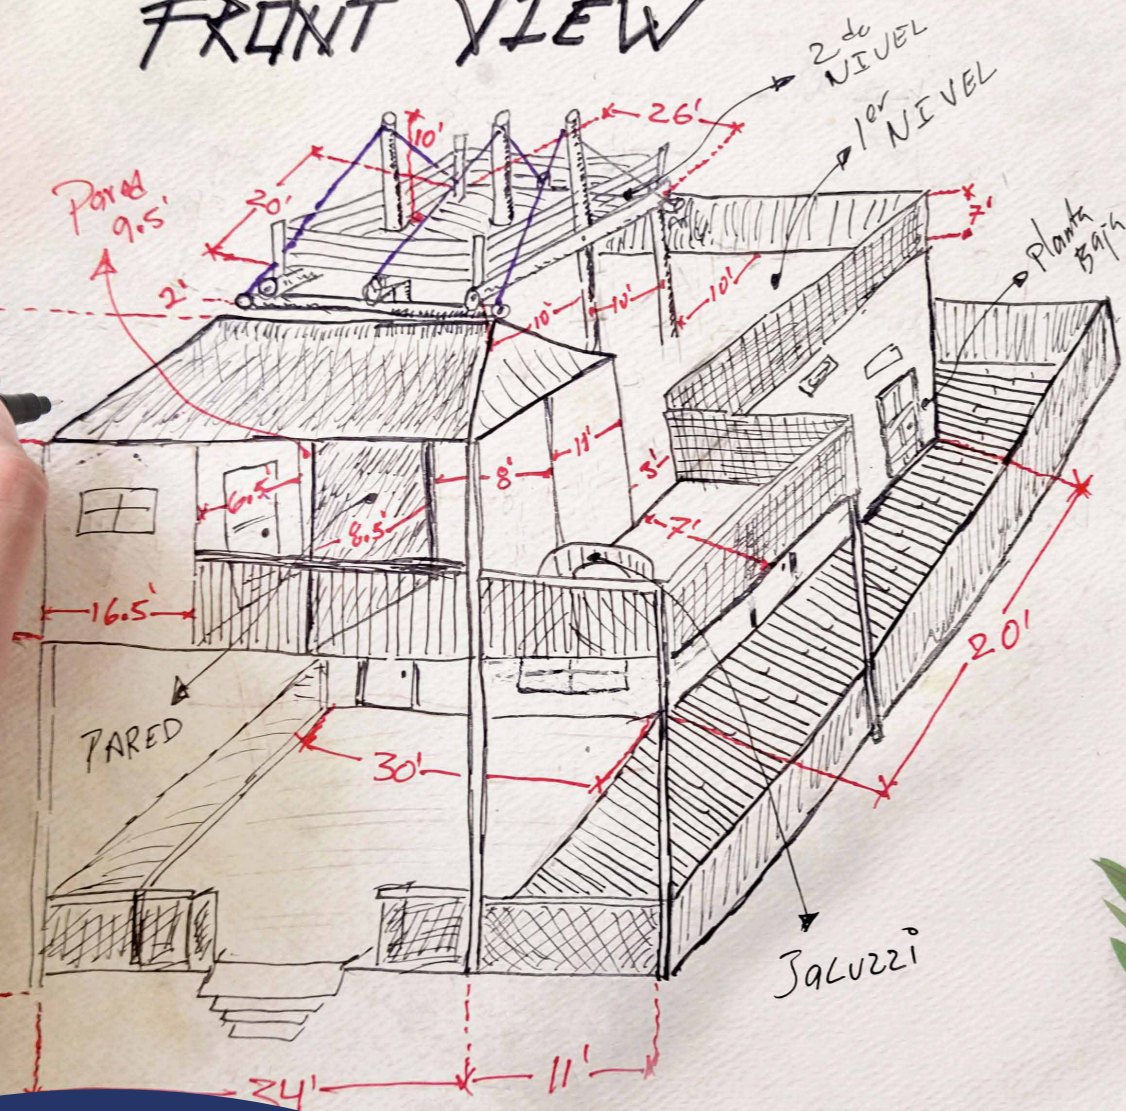 FRONT VIEW
2do
NIVEL
1er
NIVEL
10'
26'
Pared
9.5'
20'
7'
Planta
Baja
2'
10'
10'
10'
11'
3'
8'
6.5'
8.5'
7'
16.5'
20'
PARED
30'
Jacuzzi
34'
11'